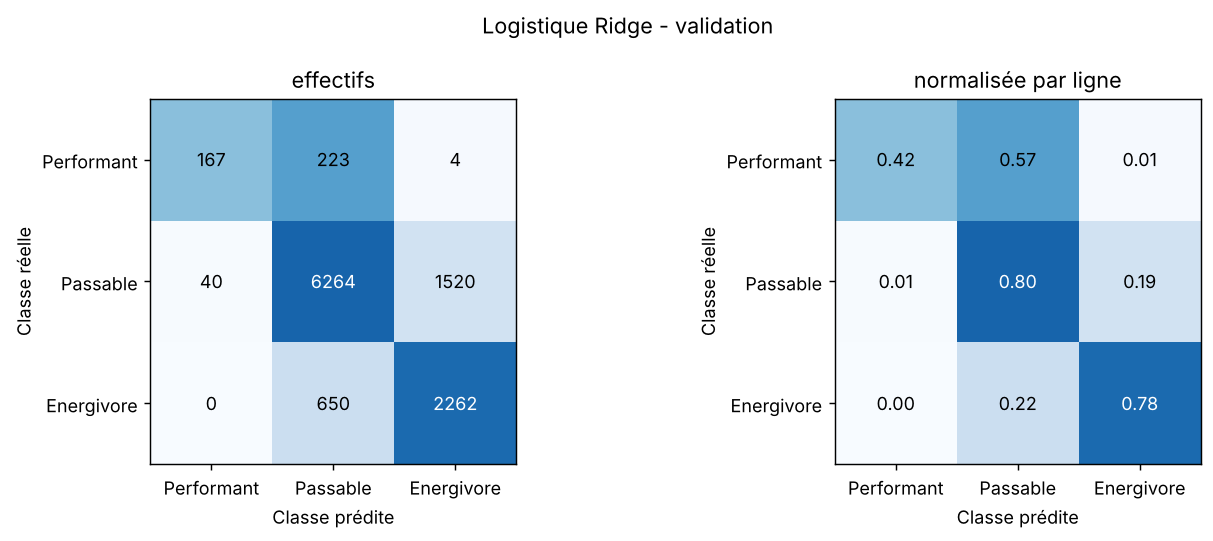 Logistique Ridge - validation
effectifs
Classe réelle
Performant 167 223 4
Passable 40 6264 1520
Energivore 0 650 2262
Performant Passable Energivore
Classe prédite
normalisée par ligne
Classe réelle
Performant 0.42 0.57 0.01
Passable 0.01 0.80 0.19
Energivore 0.00 0.22 0.78
Performant Passable Energivore
Classe prédite